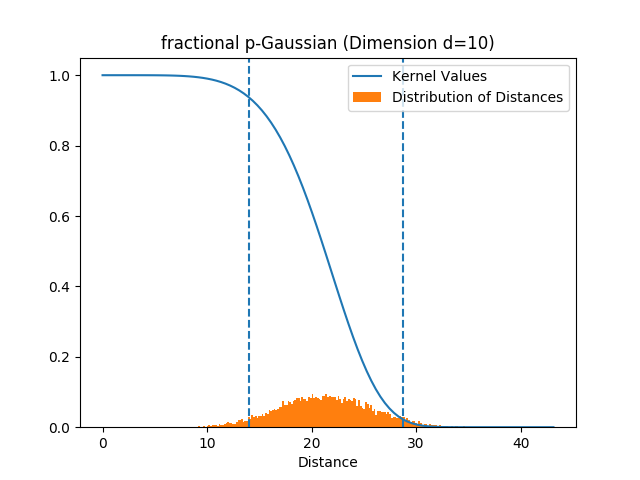 fractional p-Gaussian (Dimension d=10)
Kernel Values
Distribution of Distances
1.0
0.8
0.6
0.4
0.2
0.0
0 10 20 30 40
Distance